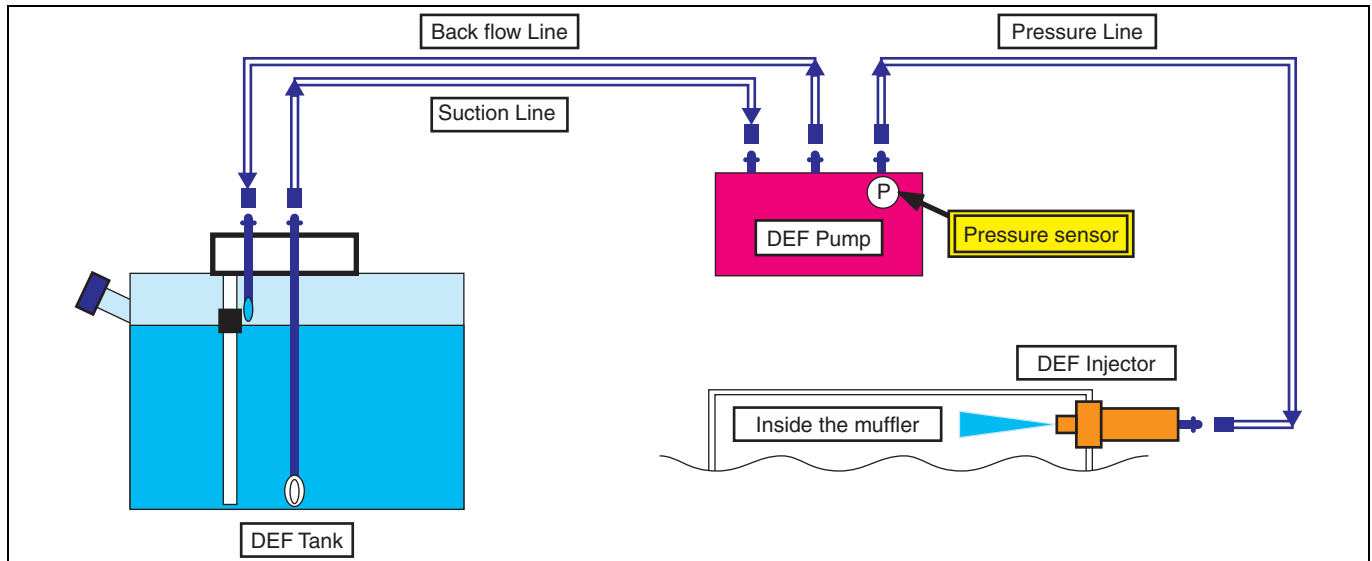 Back flow Line
Pressure Line
Suction Line
P
DEF Pump
Pressure sensor
DEF Injector
Inside the muffler
DEF Tank